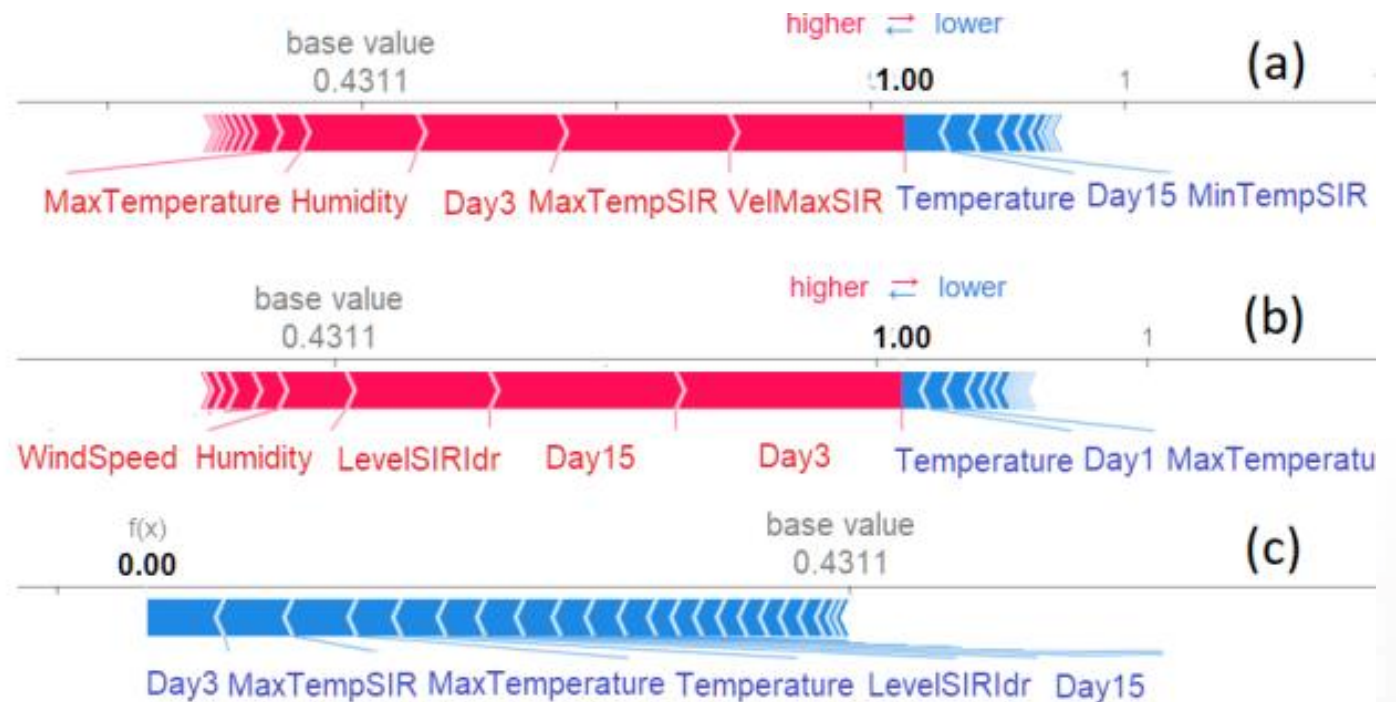 higher ⇄ lower
base value
0.4311 1.00 1 (a)
MaxTemperature Humidity Day3 MaxTempSIR VelMaxSIR Temperature Day15 MinTempSIR
higher ⇄ lower
base value
0.4311 1.00 1 (b)
WindSpeed Humidity LevelSIRIdr Day15 Day3 Temperature Day1 MaxTemperatu
f(x) base value
0.00 0.4311 (c)
Day3 MaxTempSIR MaxTemperature Temperature LevelSIRIdr Day15